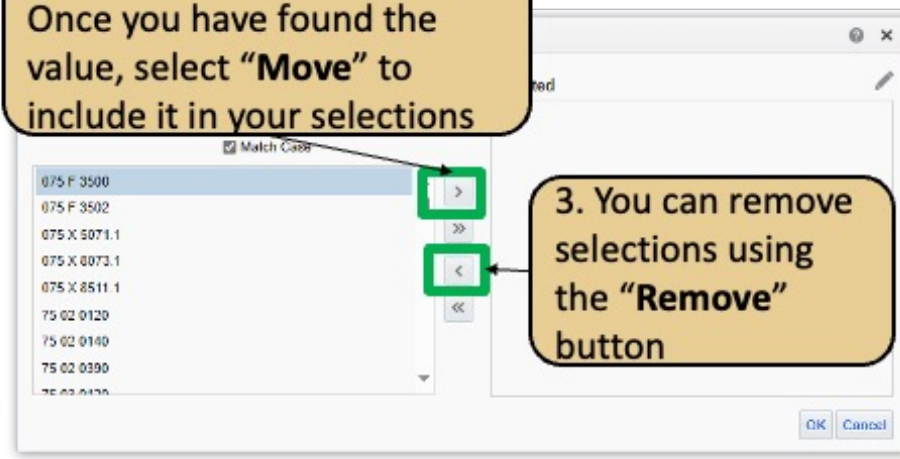 Once you have found the
value, select “Move” to
include it in your selections
ted
Match Case
075 F 3500
075 F 3502
075 X 5071.1
075 X 8073.1
075 X 8511.1
75 02 0120
75 02 0140
75 02 0390
3. You can remove
selections using
the “Remove”
button
OK Cancel